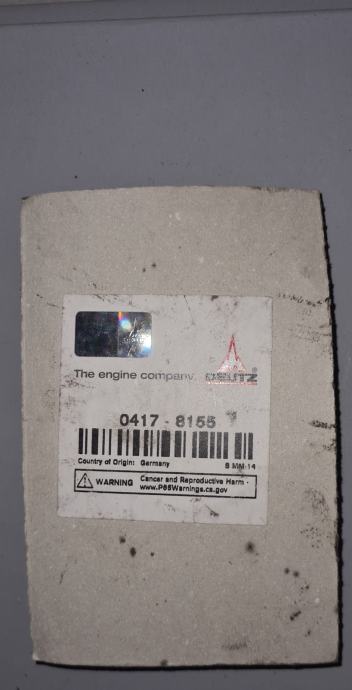 The engine company.
DEUTZ
0417 - 8155
Country of Origin: Germany
8 MM 14
WARNING
Cancer and Reproductive Harm -
www.P65Warnings.ca.gov